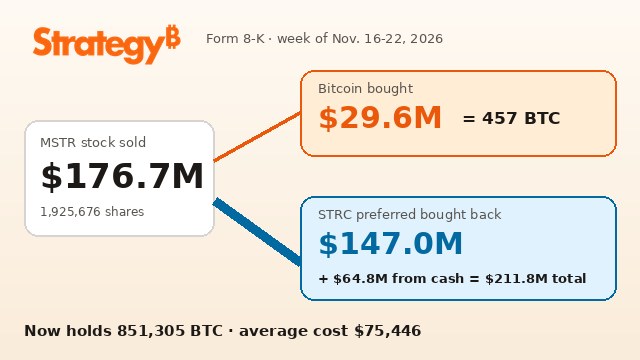 Strategy₿
Form 8-K · week of Nov. 16-22, 2026
MSTR stock sold
$176.7M
1,925,676 shares
Bitcoin bought
$29.6M = 457 BTC
STRC preferred bought back
$147.0M
+ $64.8M from cash = $211.8M total
Now holds 851,305 BTC · average cost $75,446